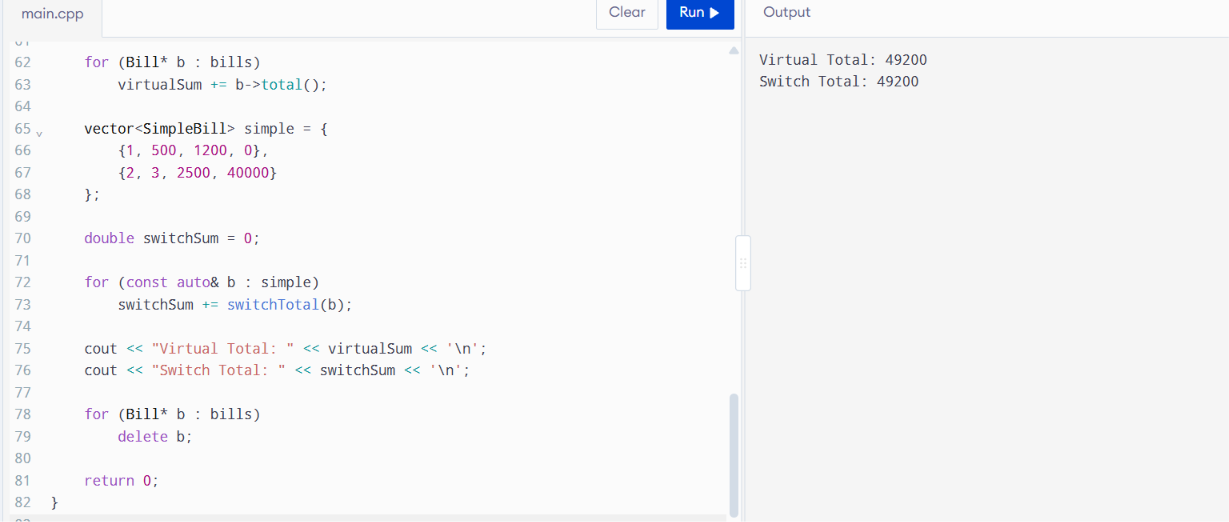 main.cpp
Clear
Run
Output
61
62 for (Bill* b : bills)
63 virtualSum += b->total();
64
65 vector<SimpleBill> simple = {
66 {1, 500, 1200, 0},
67 {2, 3, 2500, 40000}
68 };
69
70 double switchSum = 0;
71
72 for (const auto& b : simple)
73 switchSum += switchTotal(b);
74
75 cout << "Virtual Total: " << virtualSum << '\n';
76 cout << "Switch Total: " << switchSum << '\n';
77
78 for (Bill* b : bills)
79 delete b;
80
81 return 0;
82 }
Virtual Total: 49200
Switch Total: 49200